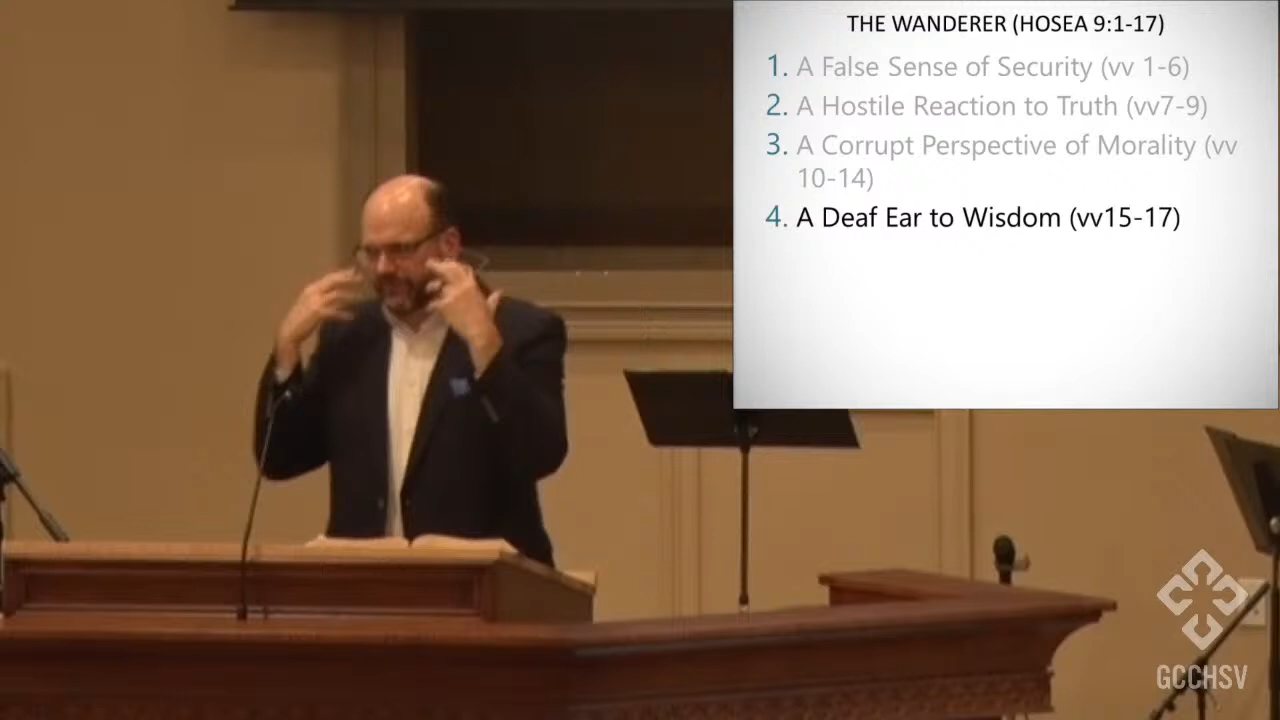 THE WANDERER (HOSEA 9:1-17)
1. A False Sense of Security (vv 1-6)
2. A Hostile Reaction to Truth (vv7-9)
3. A Corrupt Perspective of Morality (vv
10-14)
4. A Deaf Ear to Wisdom (vv15-17)
GCCHSV